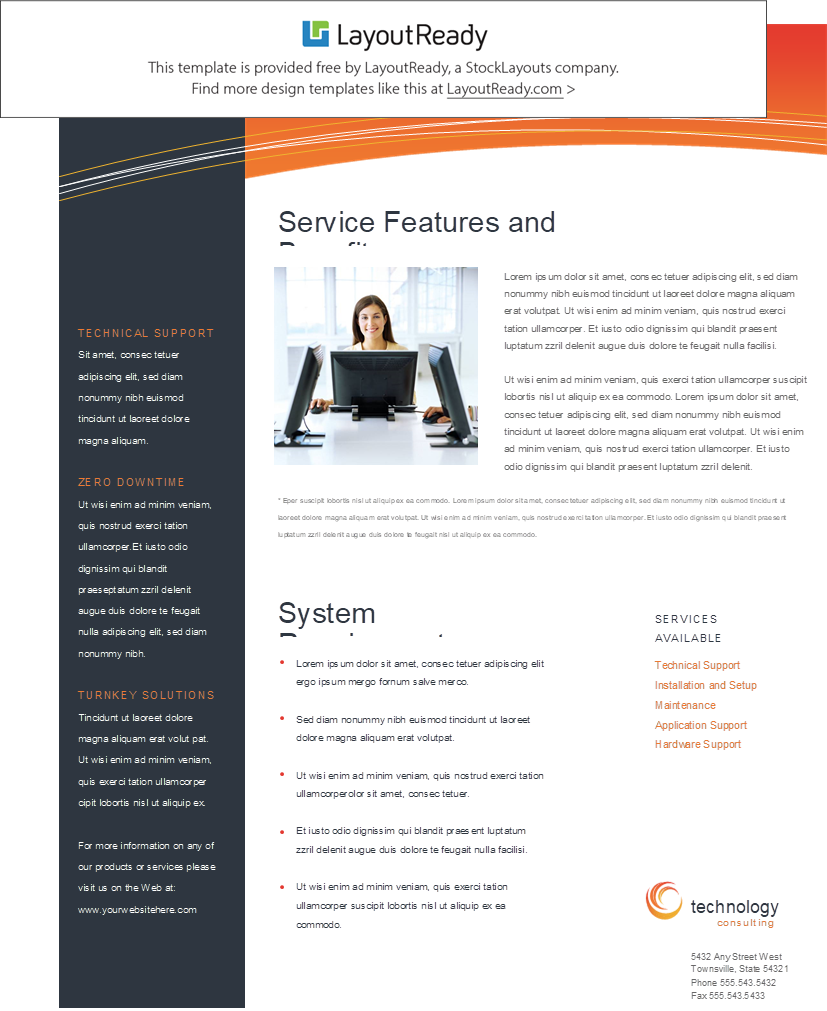 LayoutReady
This template is provided free by LayoutReady, a StockLayouts company.
Find more design templates like this at LayoutReady.com >
Service Features and
TECHNICAL SUPPORT
Sit amet, consec tetuer
adipiscing elit, sed diam
nonummy nibh euismod
tincidunt ut laoreet dolore
magna aliquam.
ZERO DOWNTIME
Ut wisi enim ad minim veniam,
quis nostrud exerci tation
ullamcorper.Et iusto odio
dignissim qui blandit
praeseptatum zzril delenit
augue duis dolore te feugait
nulla adipiscing elit, sed diam
nonummy nibh.
TURNKEY SOLUTIONS
Tincidunt ut laoreet dolore
magna aliquam erat volut pat.
Ut wisi enim ad minim veniam,
quis exerci tation ullamcorper
cipit lobortis nisl ut aliquip ex.
For more information on any of
our products or services please
visit us on the Web at:
www.yourwebsitehere.com
Lorem ipsum dolor sit amet, consec tetuer adipiscing elit, sed diam
nonummy nibh euismod tincidunt ut laoreet dolore magna aliquam
erat volutpat. Ut wisi enim ad minim veniam, quis nostrud exerci
tation ullamcorper. Et iusto odio dignissim qui blandit praesent
luptatum zzril delenit augue duis dolore te feugait nulla facilisi.
Ut wisi enim ad minim veniam, quis exerci tation ullamcorper suscipit
lobortis nisl ut aliquip ex ea commodo. Lorem ipsum dolor sit amet,
consec tetuer adipiscing elit, sed diam nonummy nibh euismod
tincidunt ut laoreet dolore magna aliquam erat volutpat. Ut wisi enim
ad minim veniam, quis nostrud exerci tation ullamcorper. Et iusto
odio dignissim qui blandit praesent luptatum zzril delenit.
* Eper suscipit lobortis nisl ut aliquip ex ea commodo. Lorem ipsum dolor sit amet, consec tetuer adipiscing elit, sed diam nonummy nibh euismod tincidunt ut
laoreet dolore magna aliquam erat volutpat. Ut wisi enim ad minim veniam, quis nostrud exerci tation ullamcorper. Et iusto odio dignissim qui blandit praesent
luptatum zzril delenit augue duis dolore te feugait nisl ut aliquip ex ea commodo.
System
• Lorem ipsum dolor sit amet, consec tetuer adipiscing elit
ergo ipsum mergo fornum salve merco.
• Sed diam nonummy nibh euismod tincidunt ut laoreet
dolore magna aliquam erat volutpat.
• Ut wisi enim ad minim veniam, quis nostrud exerci tation
ullamcorperolor sit amet, consec tetuer.
• Et iusto odio dignissim qui blandit praesent luptatum
zzril delenit augue duis dolore te feugait nulla facilisi.
• Ut wisi enim ad minim veniam, quis exerci tation
ullamcorper suscipit lobortis nisl ut aliquip ex ea
commodo.
SERVICES
AVAILABLE
Technical Support
Installation and Setup
Maintenance
Application Support
Hardware Support
technology
consulting
5432 Any Street West
Townsville, State 54321
Phone 555.543.5432
Fax 555.543.5433